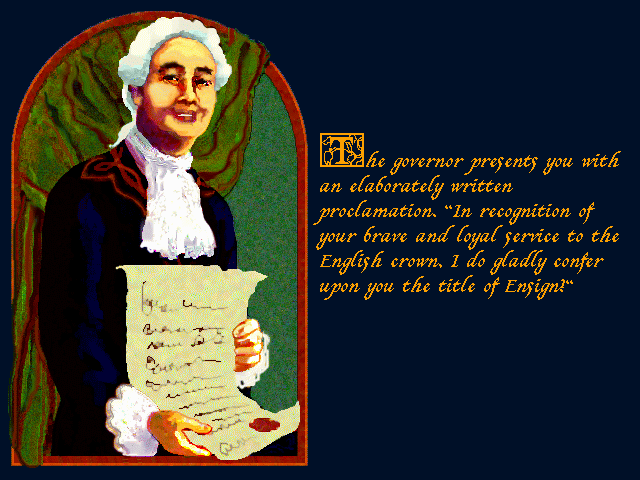 The governor presents you with
an elaborately written
proclamation. "In recognition of
your brave and loyal service to the
English crown, I do gladly confer
upon you the title of Ensign!"